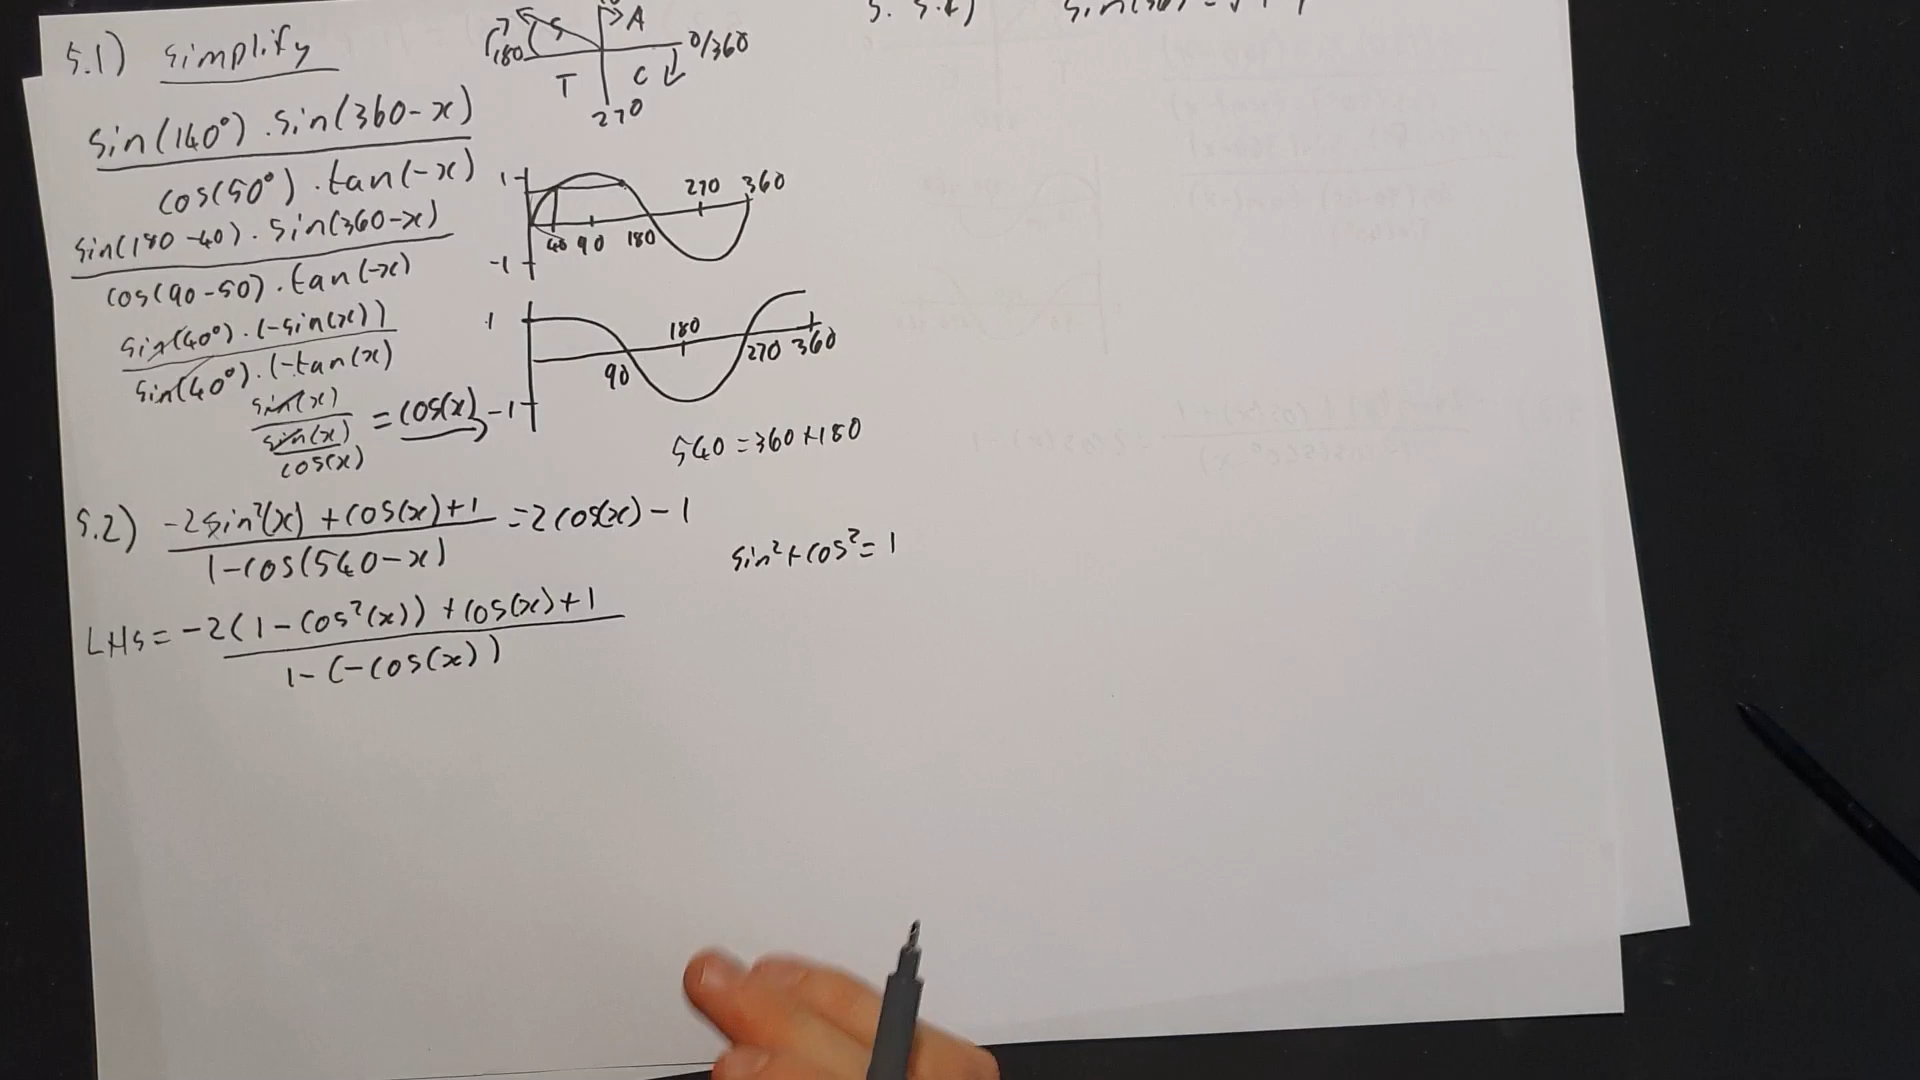 5.1) simplify
S A
180 0/360
T C
270
sin(140°) . sin(360-x)
cos(50°) . tan(-x)
sin(180-40) . sin(360-x)
cos(90-50) . tan(-x)
sin(40°) . (-sin(x))
sin(40°) . (-tan(x)
sin(x)
sin(x)
cos(x)
= cos(x)
1
270 360
40 90 180
-1
1
180
90
270 360
-1
540 = 360 + 180
5.2) -2sin²(x) + cos(x) + 1 = 2cos(x) - 1
1-cos(540-x)
sin² + cos² = 1
LHS = -2(1-cos²(x)) + cos(x) + 1
1-(-cos(x))